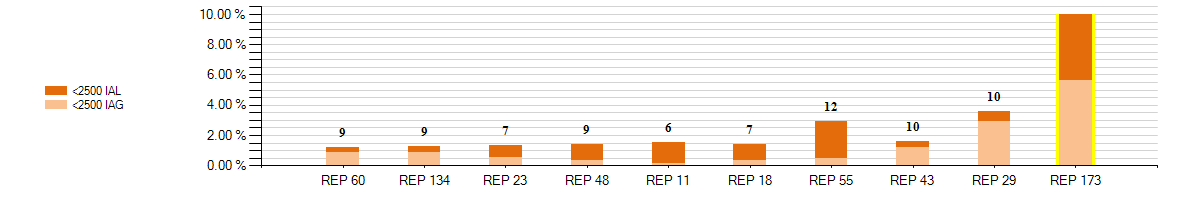 10.00 %
8.00 %
6.00 %
4.00 %
2.00 %
0.00 %
<2500 IAL
<2500 IAG
9 9 7 9 6 7 12 10 10
REP 60 REP 134 REP 23 REP 48 REP 11 REP 18 REP 55 REP 43 REP 29 REP 173